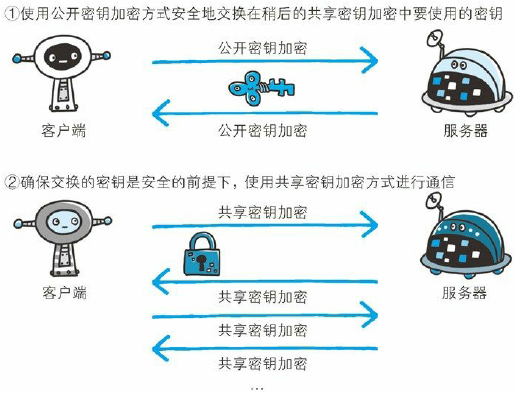 ①使用公开密钥加密方式安全地交换在稍后的共享密钥加密中要使用的密钥
公开密钥加密
公开密钥加密
客户端
服务器
②确保交换的密钥是安全的前提下，使用共享密钥加密方式进行通信
共享密钥加密
共享密钥加密
客户端
服务器
共享密钥加密
共享密钥加密
…